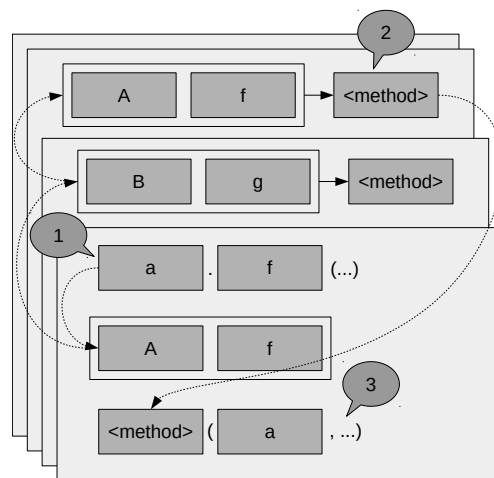 2
A f <method>
B g <method>
1
a . f (...)
A f
3
<method> ( a , ...)